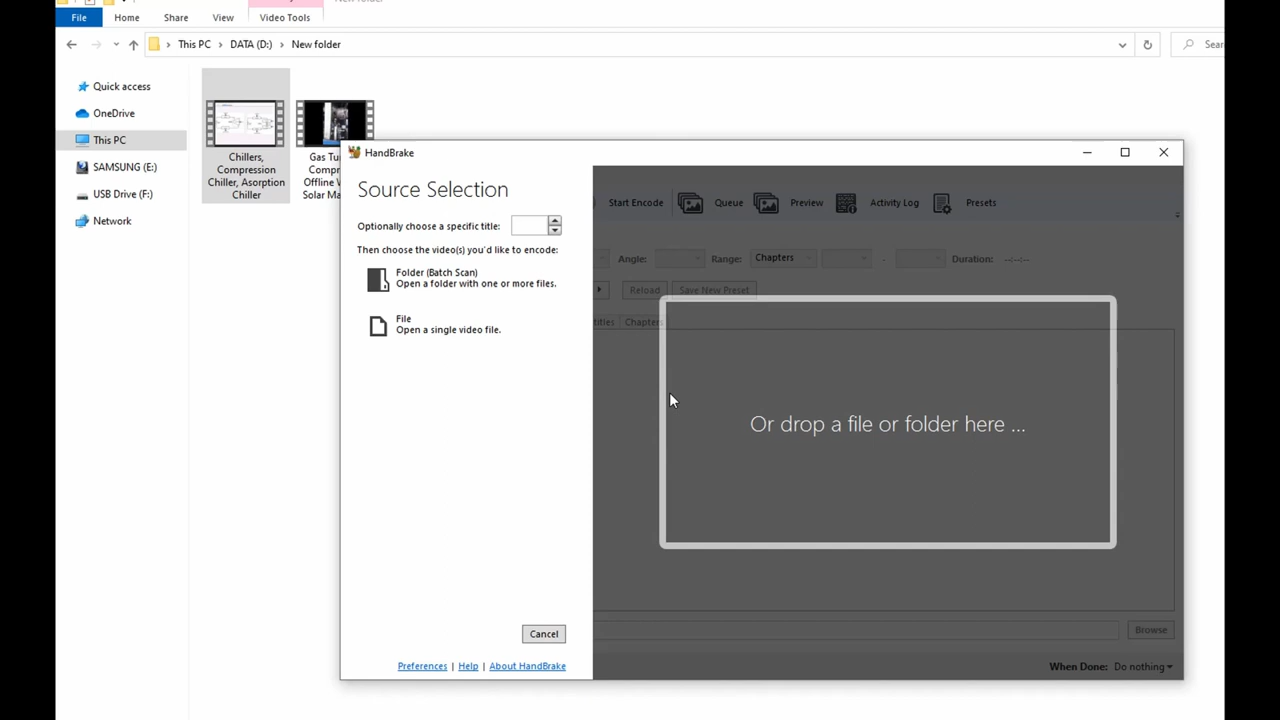 New folder
File
Home
Share
View
Video Tools
This PC
DATA (D:)
New folder
Quick access
OneDrive
This PC
SAMSUNG (E:)
USB Drive (F:)
Network
Chillers,
Compression
Chiller, Asorption
Chiller
HandBrake
Source Selection
Optionally choose a specific title:
Then choose the video(s) you'd like to encode:
Folder (Batch Scan)
Open a folder with one or more files.
File
Open a single video file.
Cancel
Preferences | Help | About HandBrake
Start Encode
Queue
Preview
Activity Log
Presets
Angle:
Range:
Chapters
-
Duration:
--:--:--
Reload
Save New Preset
Chapters
Or drop a file or folder here ...
Browse
When Done: Do nothing